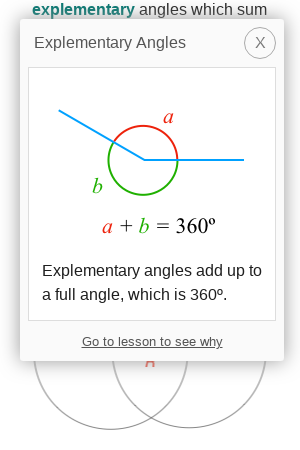 explementary angles which sum
Explementary Angles
X
a
b
a + b = 360º
Explementary angles add up to
a full angle, which is 360º.
Go to lesson to see why